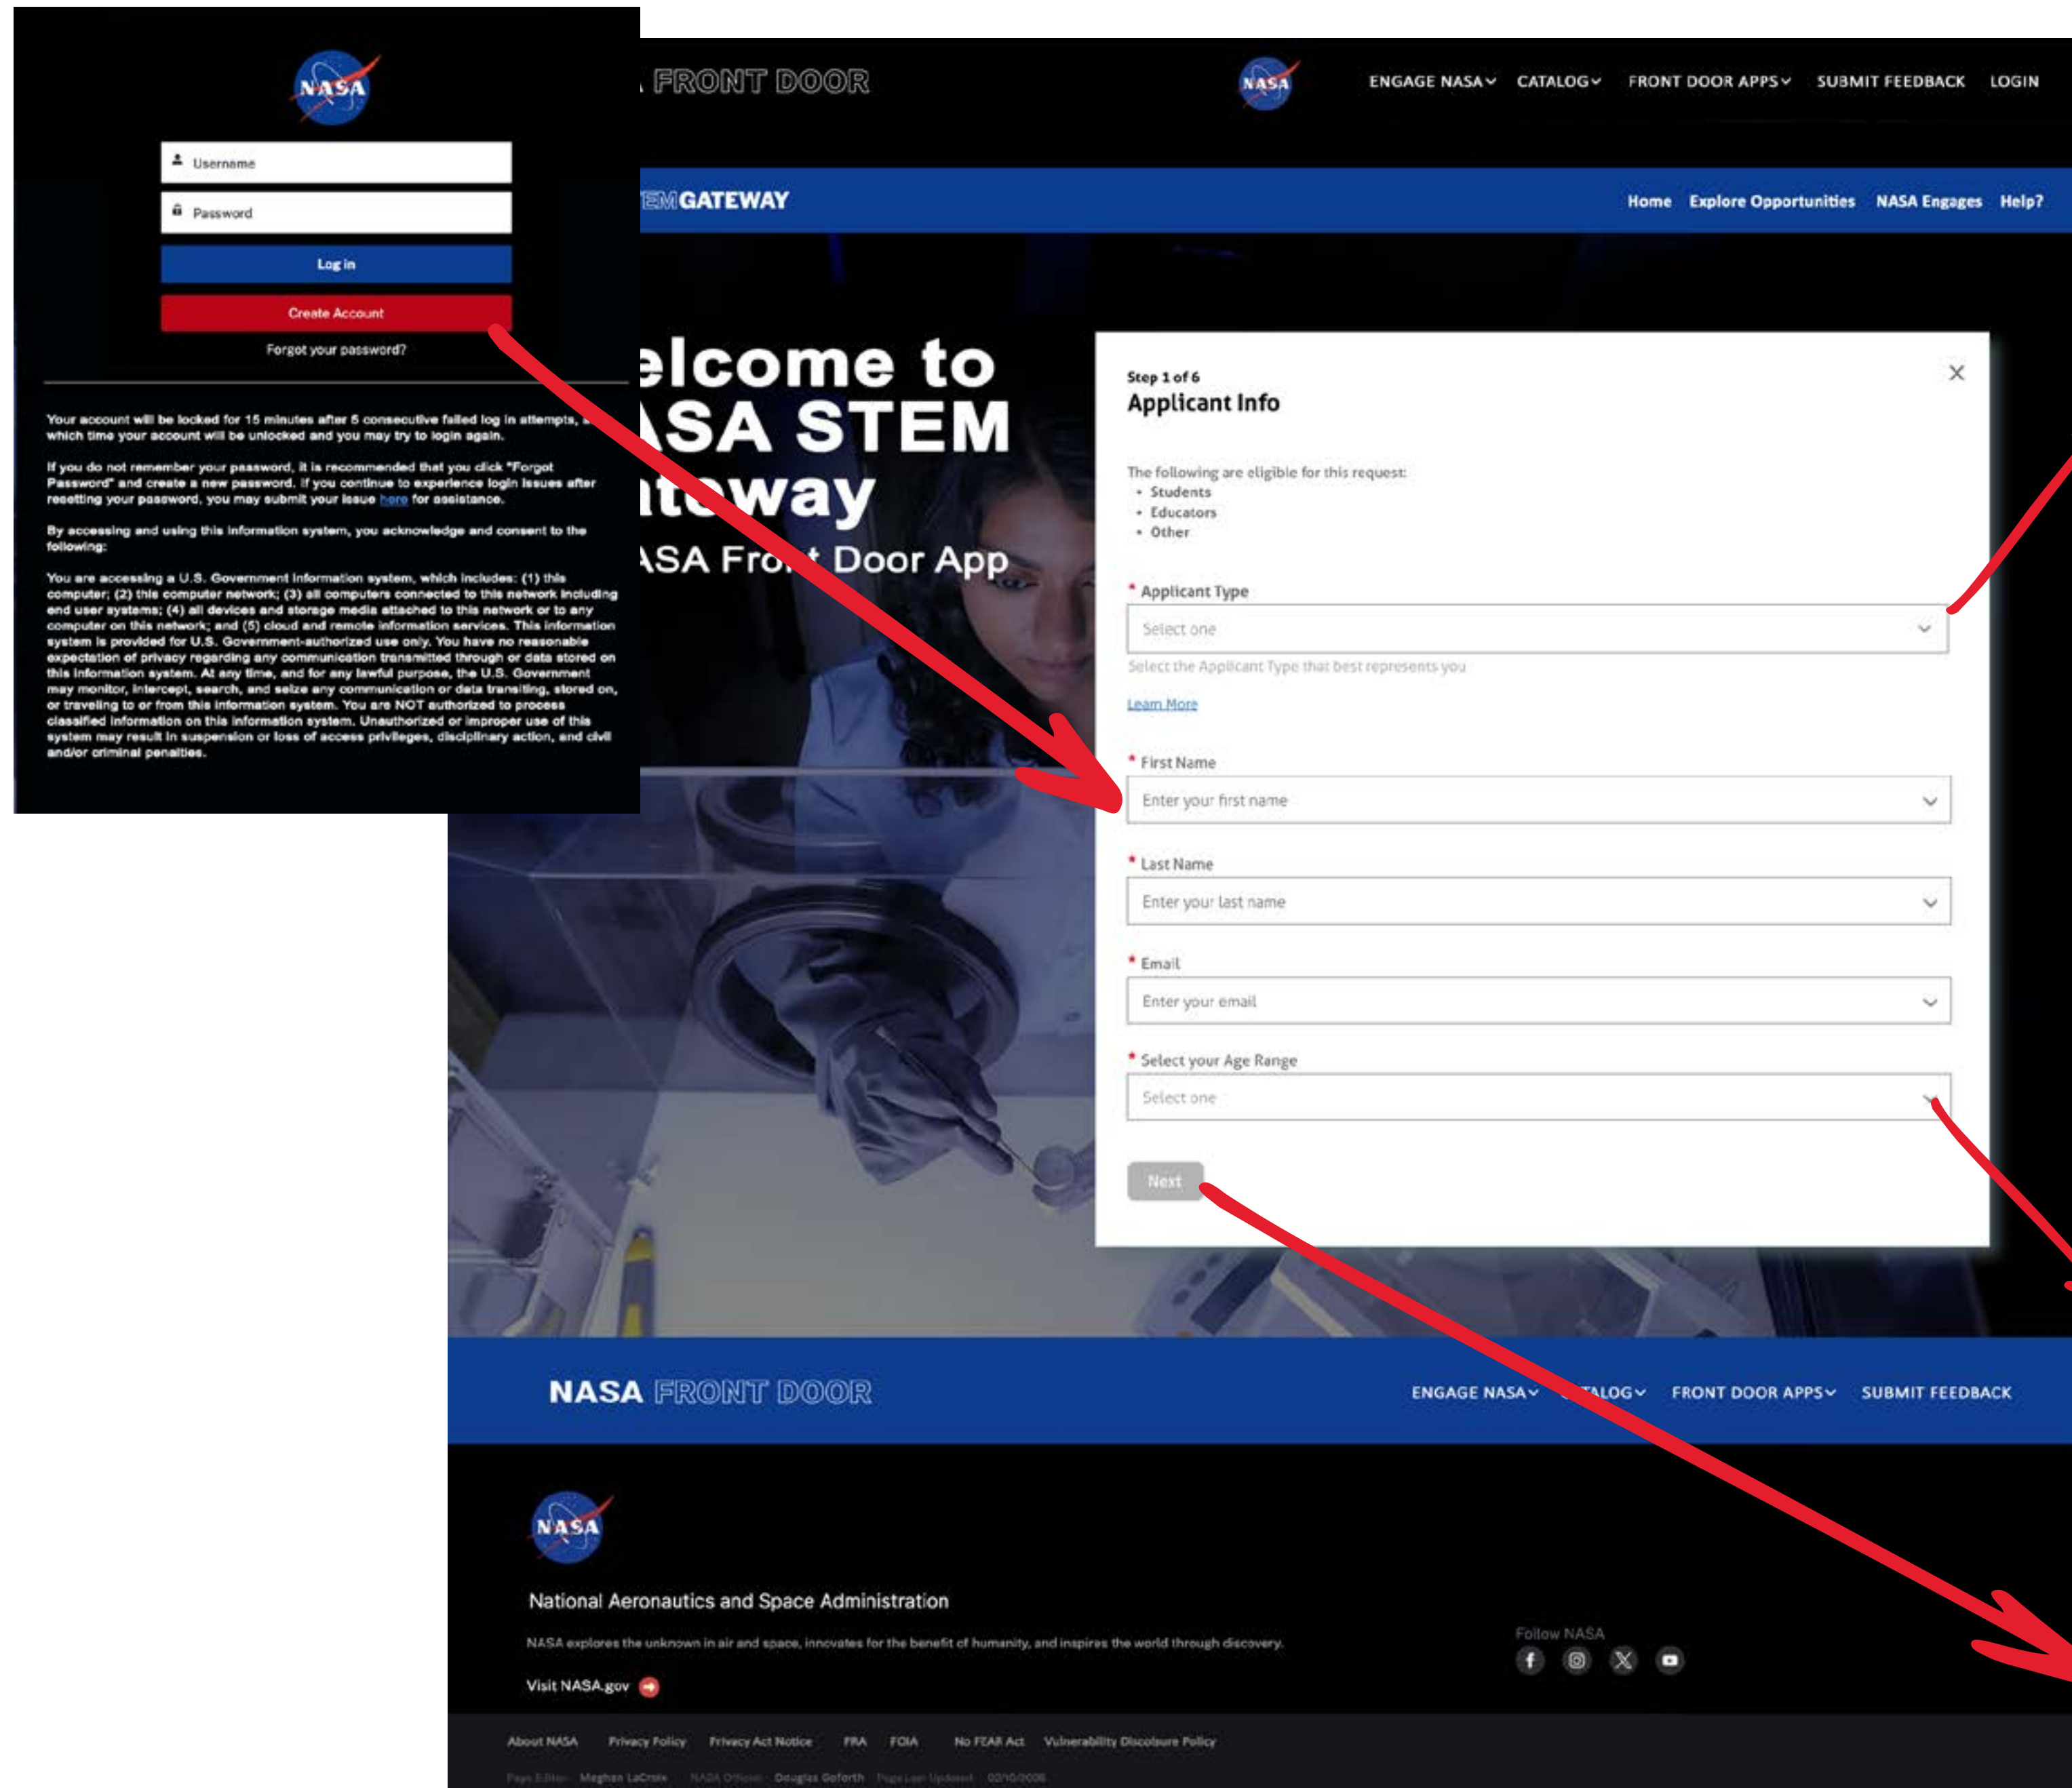 NASA
Username
Password
Log in
Create Account
Forgot your password?
Your account will be locked for 15 minutes after 5 consecutive failed log in attempts,
which time your account will be unlocked and you may try to login again.
If you do not remember your password, it is recommended that you click "Forgot
Password" and create a new password. If you continue to experience login issues after
resetting your password, you may submit your issue here for assistance.
By accessing and using this information system, you acknowledge and consent to the
following:
You are accessing a U.S. Government Information system, which includes: (1) this
computer; (2) this computer network; (3) all computers connected to this network including
end user systems; (4) all devices and storage media attached to this network or to any
computer on this network; and (5) cloud and remote information services. This information
system is provided for U.S. Government-authorized use only. You have no reasonable
expectation of privacy regarding any communication transmitted through or data stored on
this information system. At any time, and for any lawful purpose, the U.S. Government
may monitor, intercept, search, and seize any communication or data transiting, stored on,
or traveling to or from this information system. You are NOT authorized to process
classified information on this information system. Unauthorized or improper use of this
system may result in suspension or loss of access privileges, disciplinary action, and civil
and/or criminal penalties.
FRONT DOOR
NASA
ENGAGE NASA CATALOG FRONT DOOR APPS SUBMIT FEEDBACK LOGIN
EM GATEWAY
Home Explore Opportunities NASA Engages Help?
elcome to
ASA STEM
ateway
ASA Front Door App
Step 1 of 6
Applicant Info
The following are eligible for this request:
• Students
• Educators
• Other
* Applicant Type
Select one
Select the Applicant Type that best represents you
Learn More
* First Name
Enter your first name
* Last Name
Enter your last name
* Email
Enter your email
* Select your Age Range
Select one
Next
NASA FRONT DOOR
ENGAGE NASA CATALOG FRONT DOOR APPS SUBMIT FEEDBACK
NASA
National Aeronautics and Space Administration
NASA explores the unknown in air and space, innovates for the benefit of humanity, and inspires the world through discovery.
Visit NASA.gov
Follow NASA
About NASA Privacy Policy Privacy Act Notice FOIA No FEAR Act Vulnerability Disclosure Policy
Page Editor: Meghan LaCroix NASA Official: Douglas Goforth Page Last Updated: